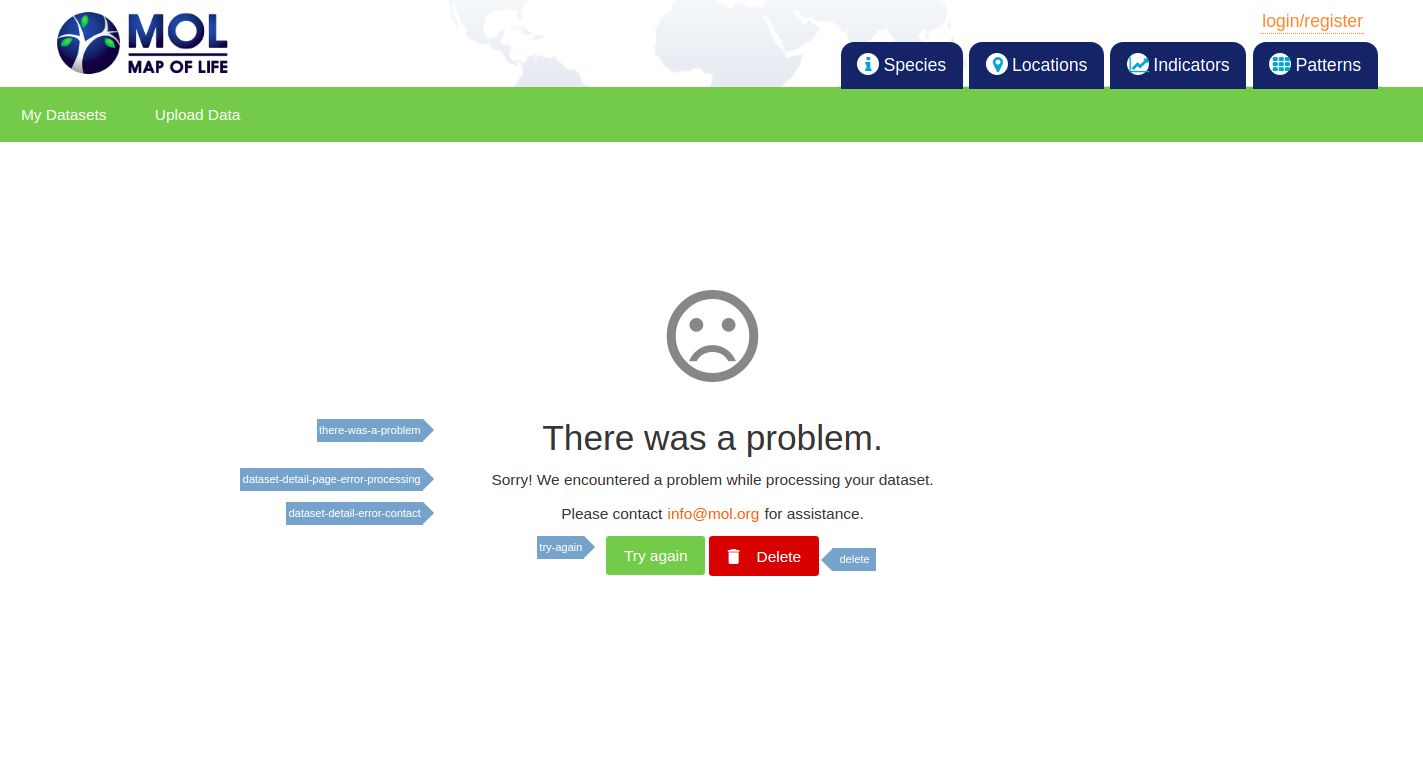 MOL
MAP OF LIFE
login/register
Species
Locations
Indicators
Patterns
My Datasets
Upload Data
there-was-a-problem
There was a problem.
dataset-detail-page-error-processing
Sorry! We encountered a problem while processing your dataset.
dataset-detail-error-contact
Please contact info@mol.org for assistance.
try-again
Try again
Delete
delete